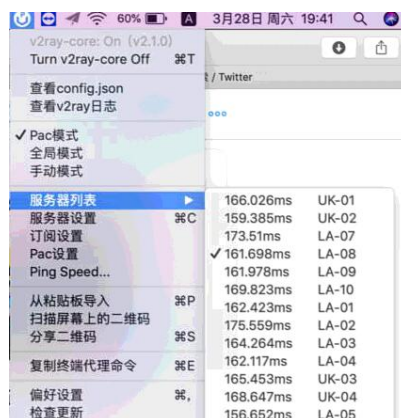 60% A 3月28日 周六 19:41
v2ray-core: On (v2.1.0)
Turn v2ray-core Off ⌘T
/ Twitter
查看config.json
查看v2ray日志
✓ Pac模式
全局模式
手动模式
服务器列表 ▶
服务器设置 ⌘C
订阅设置
Pac设置
Ping Speed...
从粘贴板导入 ⌘P
扫描屏幕上的二维码
分享二维码 ⌘S
复制终端代理命令 ⌘E
偏好设置 ⌘,
检查更新
166.026ms UK-01
159.385ms UK-02
173.51ms LA-07
✓ 161.698ms LA-08
161.978ms LA-09
169.823ms LA-10
162.423ms LA-01
175.559ms LA-02
164.264ms LA-03
162.117ms LA-04
165.453ms UK-03
168.647ms UK-04
156.652ms LA-05